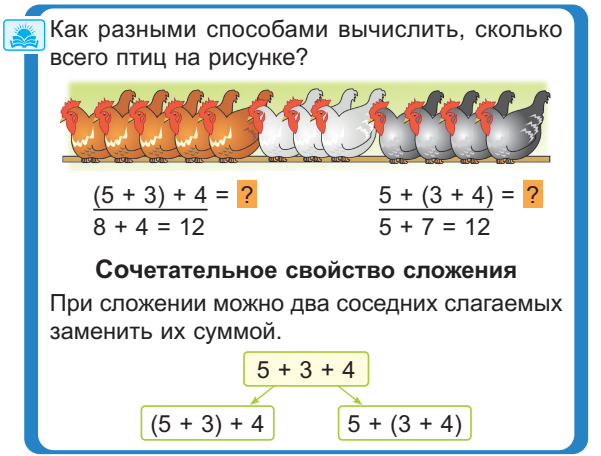 Как разными способами вычислить, сколько
всего птиц на рисунке?
(5 + 3) + 4 = ?
8 + 4 = 12
5 + (3 + 4) = ?
5 + 7 = 12
Сочетательное свойство сложения
При сложении можно два соседних слагаемых
заменить их суммой.
5 + 3 + 4
(5 + 3) + 4
5 + (3 + 4)